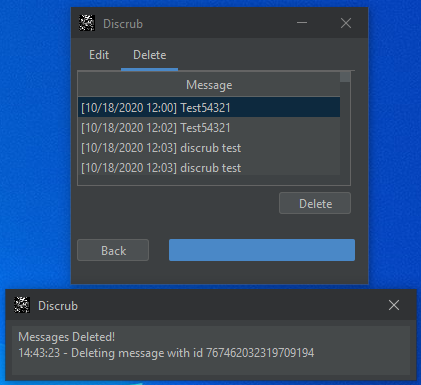 Discrub
Edit Delete
Message
[10/18/2020 12:00] Test54321
[10/18/2020 12:02] Test54321
[10/18/2020 12:03] discrub test
[10/18/2020 12:03] discrub test
Delete
Back
Discrub
Messages Deleted!
14:43:23 - Deleting message with id 767462032319709194